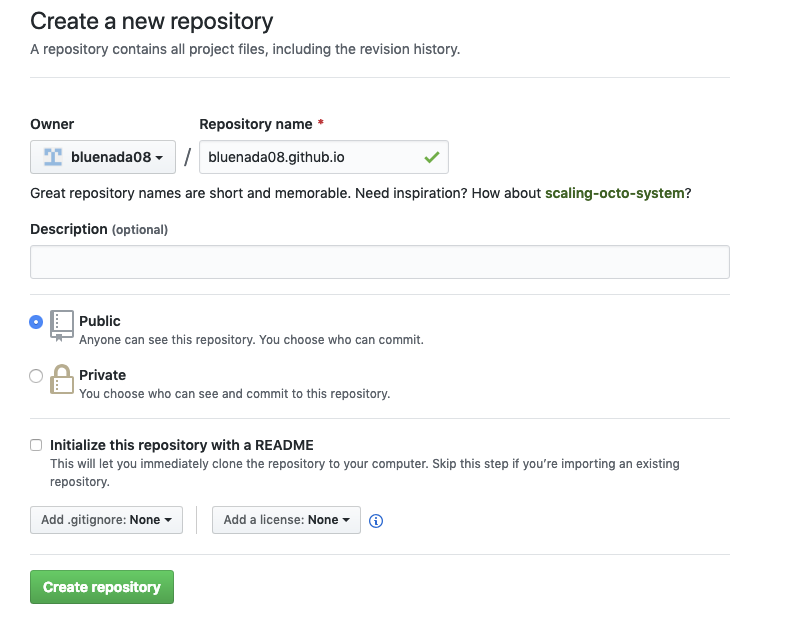 Create a new repository
A repository contains all project files, including the revision history.
Owner
Repository name *
bluenada08 / bluenada08.github.io
Great repository names are short and memorable. Need inspiration? How about scaling-octo-system?
Description (optional)
Public
Anyone can see this repository. You choose who can commit.
Private
You choose who can see and commit to this repository.
Initialize this repository with a README
This will let you immediately clone the repository to your computer. Skip this step if you’re importing an existing
repository.
Add .gitignore: None
Add a license: None
Create repository